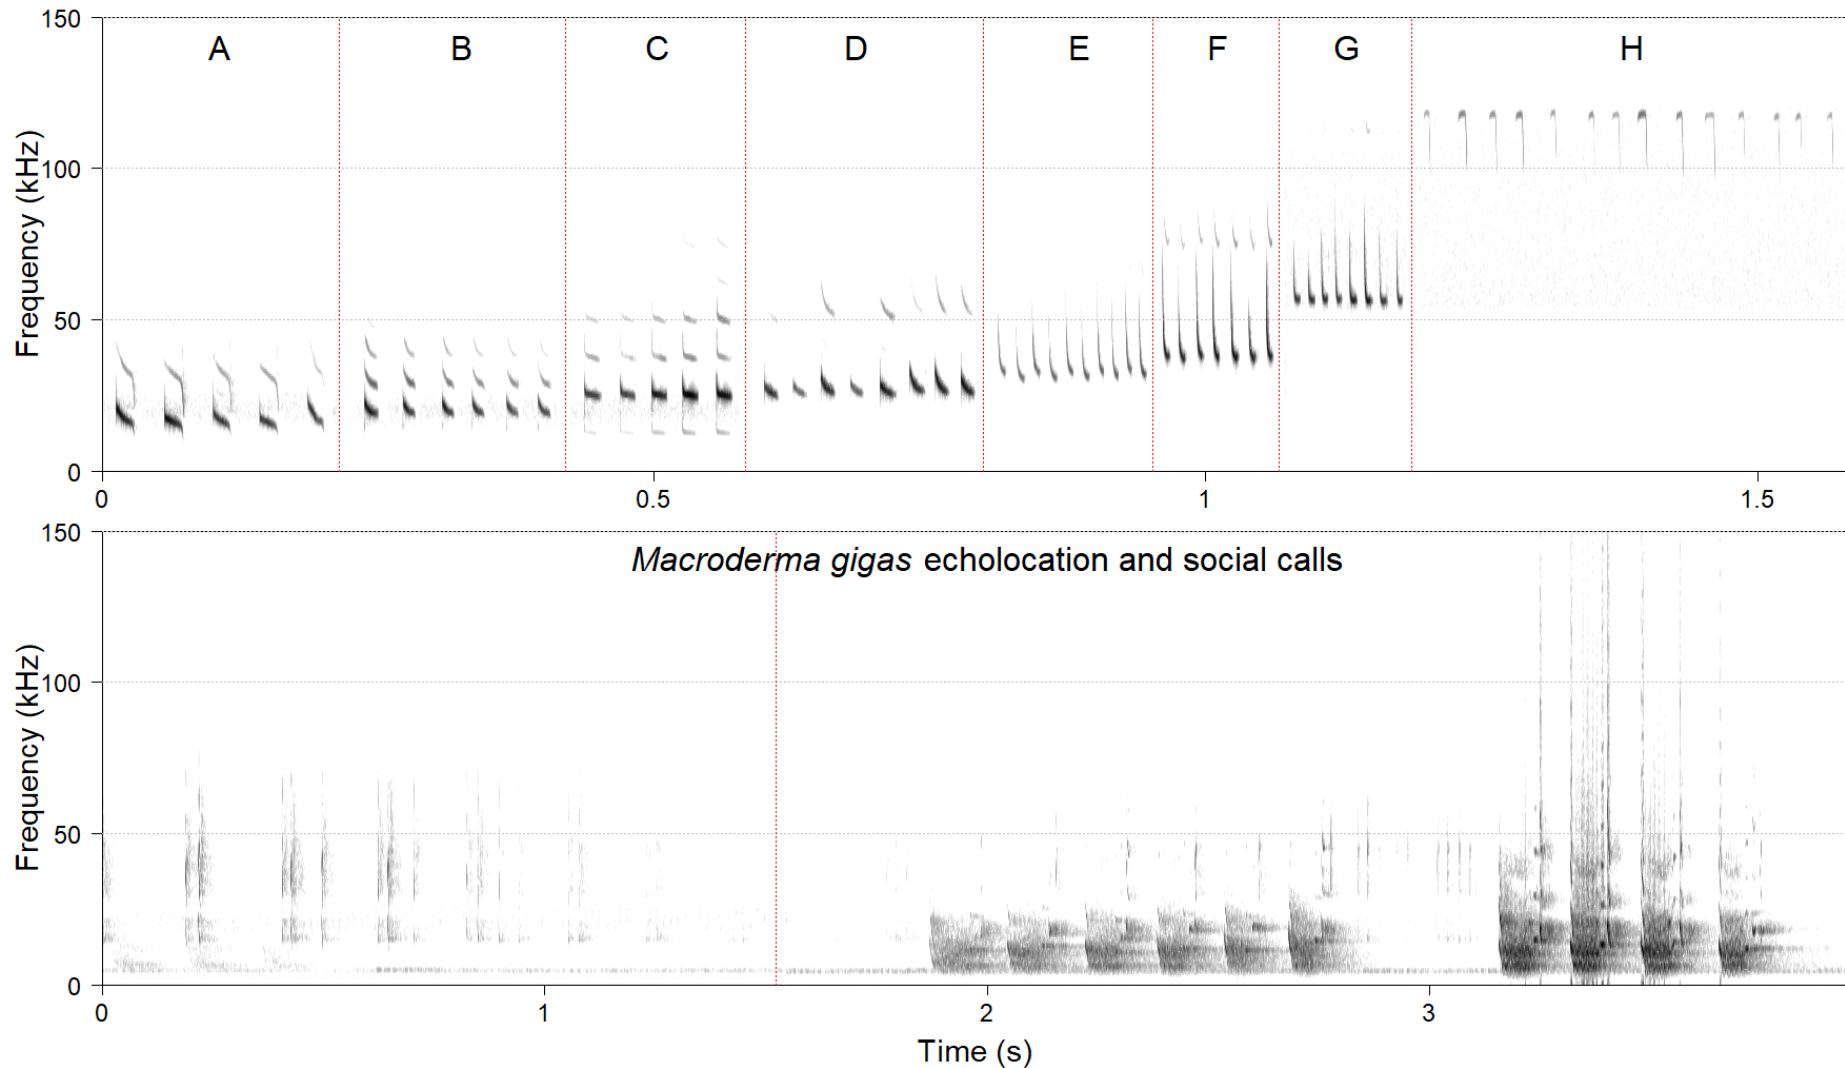 150
A B C D E F G H
100
50
0
Frequency (kHz)
0 0.5 1 1.5
150
Macroderma gigas echolocation and social calls
100
50
0
Frequency (kHz)
0 1 2 3
Time (s)